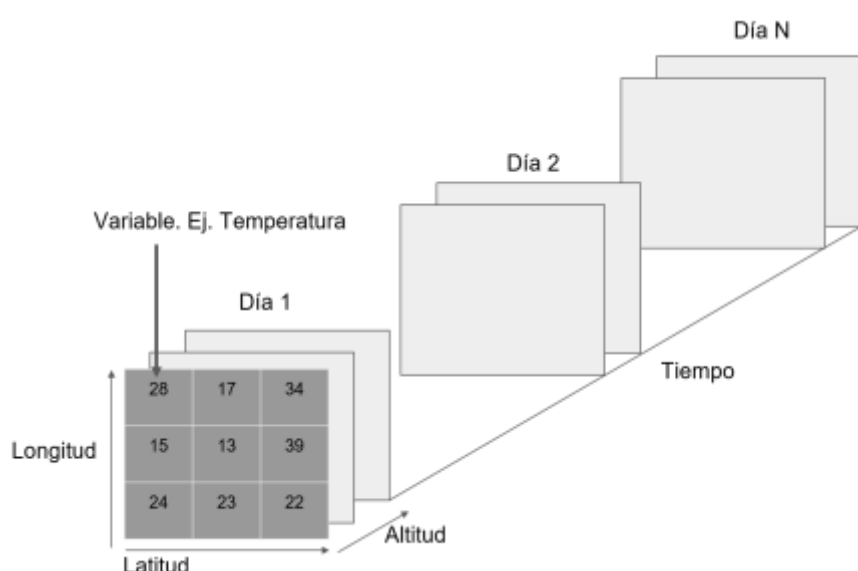 Día N
Día 2
Variable. Ej. Temperatura
Día 1
Tiempo
28 17 34
Longitud
15 13 39
24 23 22
Altitud
Latitud